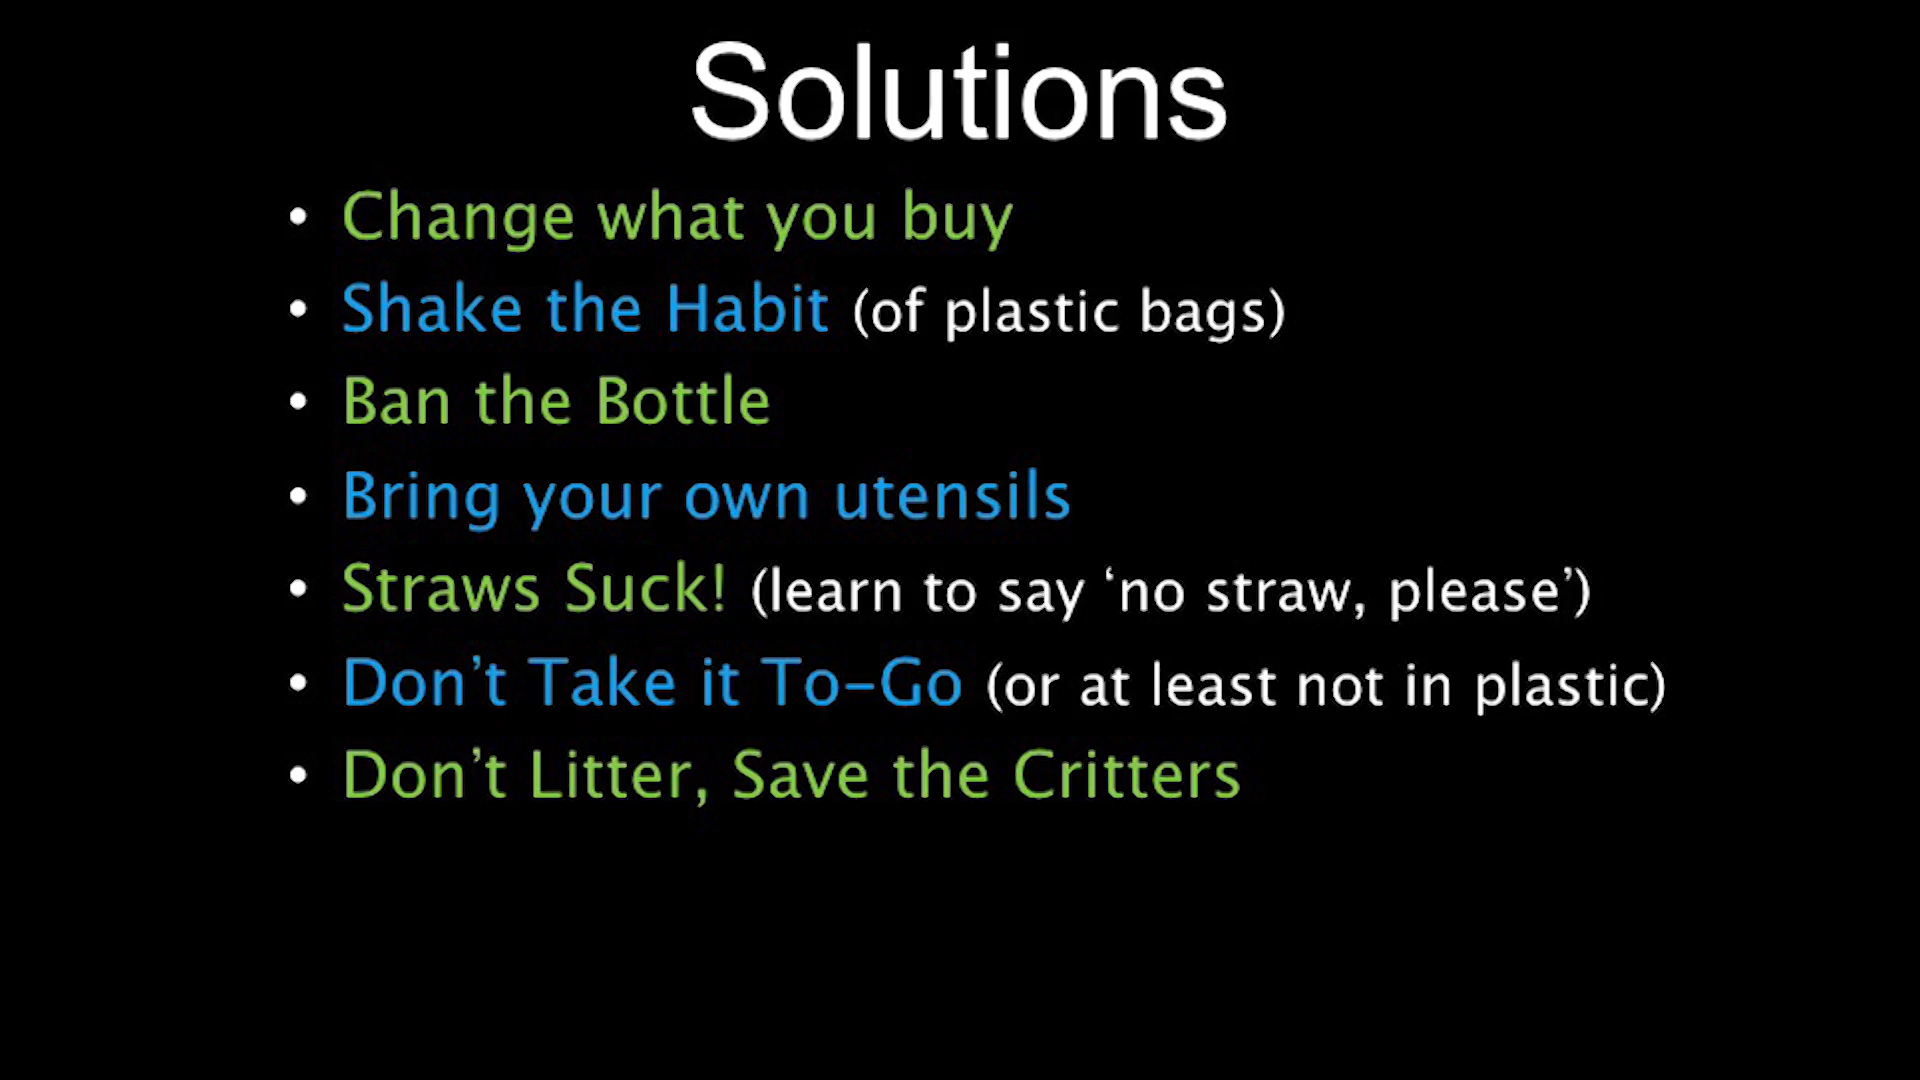 Solutions
• Change what you buy
• Shake the Habit (of plastic bags)
• Ban the Bottle
• Bring your own utensils
• Straws Suck! (learn to say ‘no straw, please’)
• Don’t Take it To-Go (or at least not in plastic)
• Don’t Litter, Save the Critters